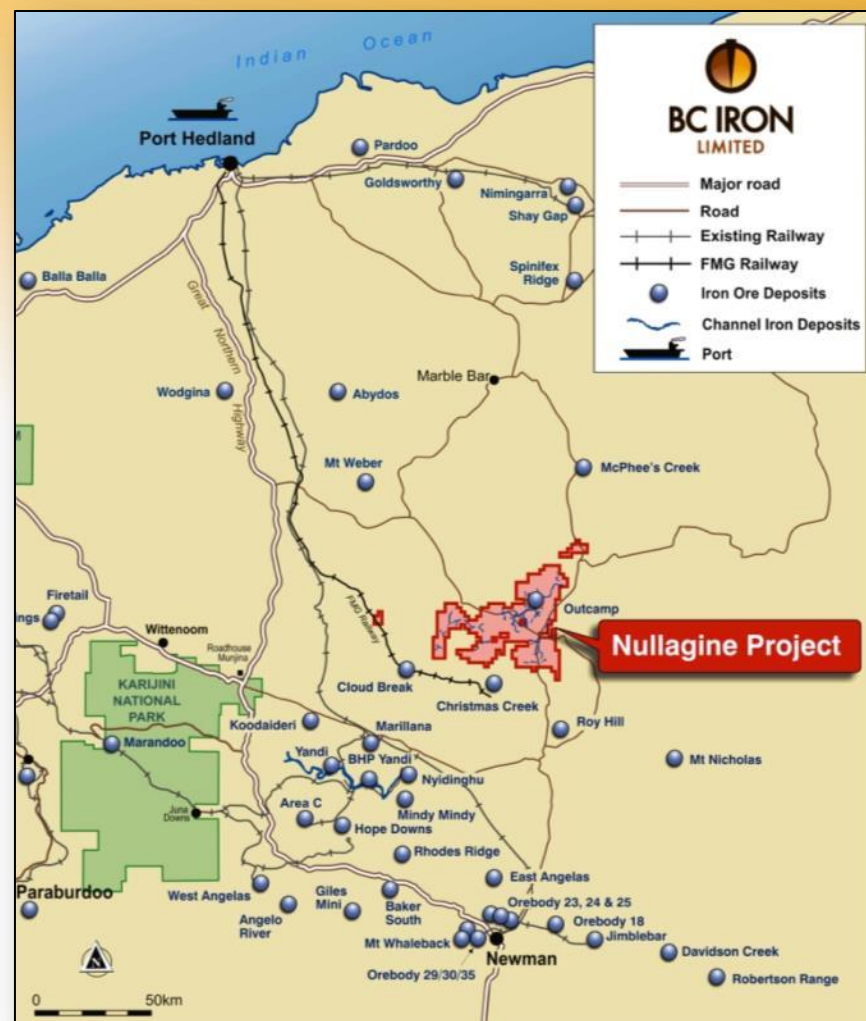 Indian Ocean
Port Hedland
Pardoo
Goldsworthy
Nimingarra
Shay Gap
Balla Balla
Spinifex
Ridge
BC IRON
LIMITED
Major road
Road
Existing Railway
FMG Railway
Iron Ore Deposits
Channel Iron Deposits
Port
Great Northern Highway
Wodgina
Abydos
Marble Bar
Mt Weber
McPhee's Creek
M
Firetail
ings
Wittenoom
Roadhouse
Munjina
FMG Railway
Outcamp
Nullagine Project
KARIJINI
NATIONAL
PARK
Cloud Break
Christmas Creek
Koodaideri
Marillana
Roy Hill
Marandoo
Yandi
BHP Yandi
Nyidinghu
Mt Nicholas
Mindy Mindy
Area C
Juna
Downs
Hope Downs
Rhodes Ridge
Paraburdoo
West Angelas
East Angelas
Angelo
River
Giles
Mini
Baker
South
Orebody 23, 24 & 25
Orebody 18
Mt Whaleback
Jimblebar
Newman
Davidson Creek
Orebody 29/30/35
Robertson Range
N
0 50km